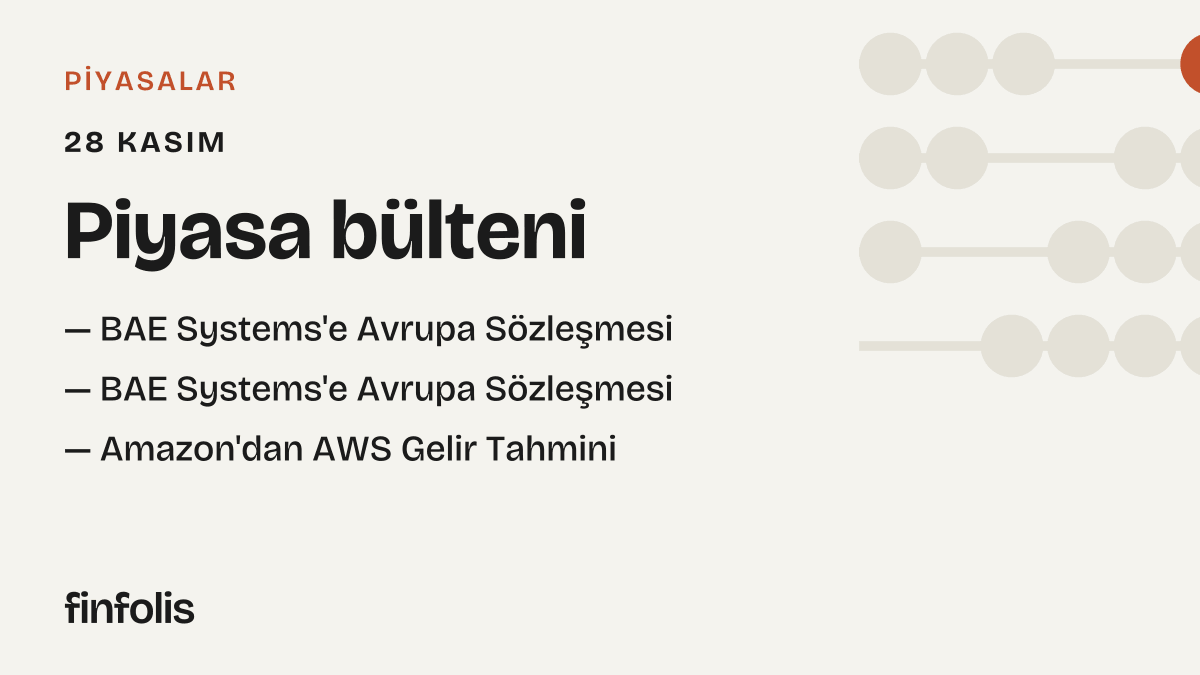 PİYASALAR
28 KASIM
Piyasa bülteni
— BAE Systems'e Avrupa Sözleşmesi
— BAE Systems'e Avrupa Sözleşmesi
— Amazon'dan AWS Gelir Tahmini
finfolis